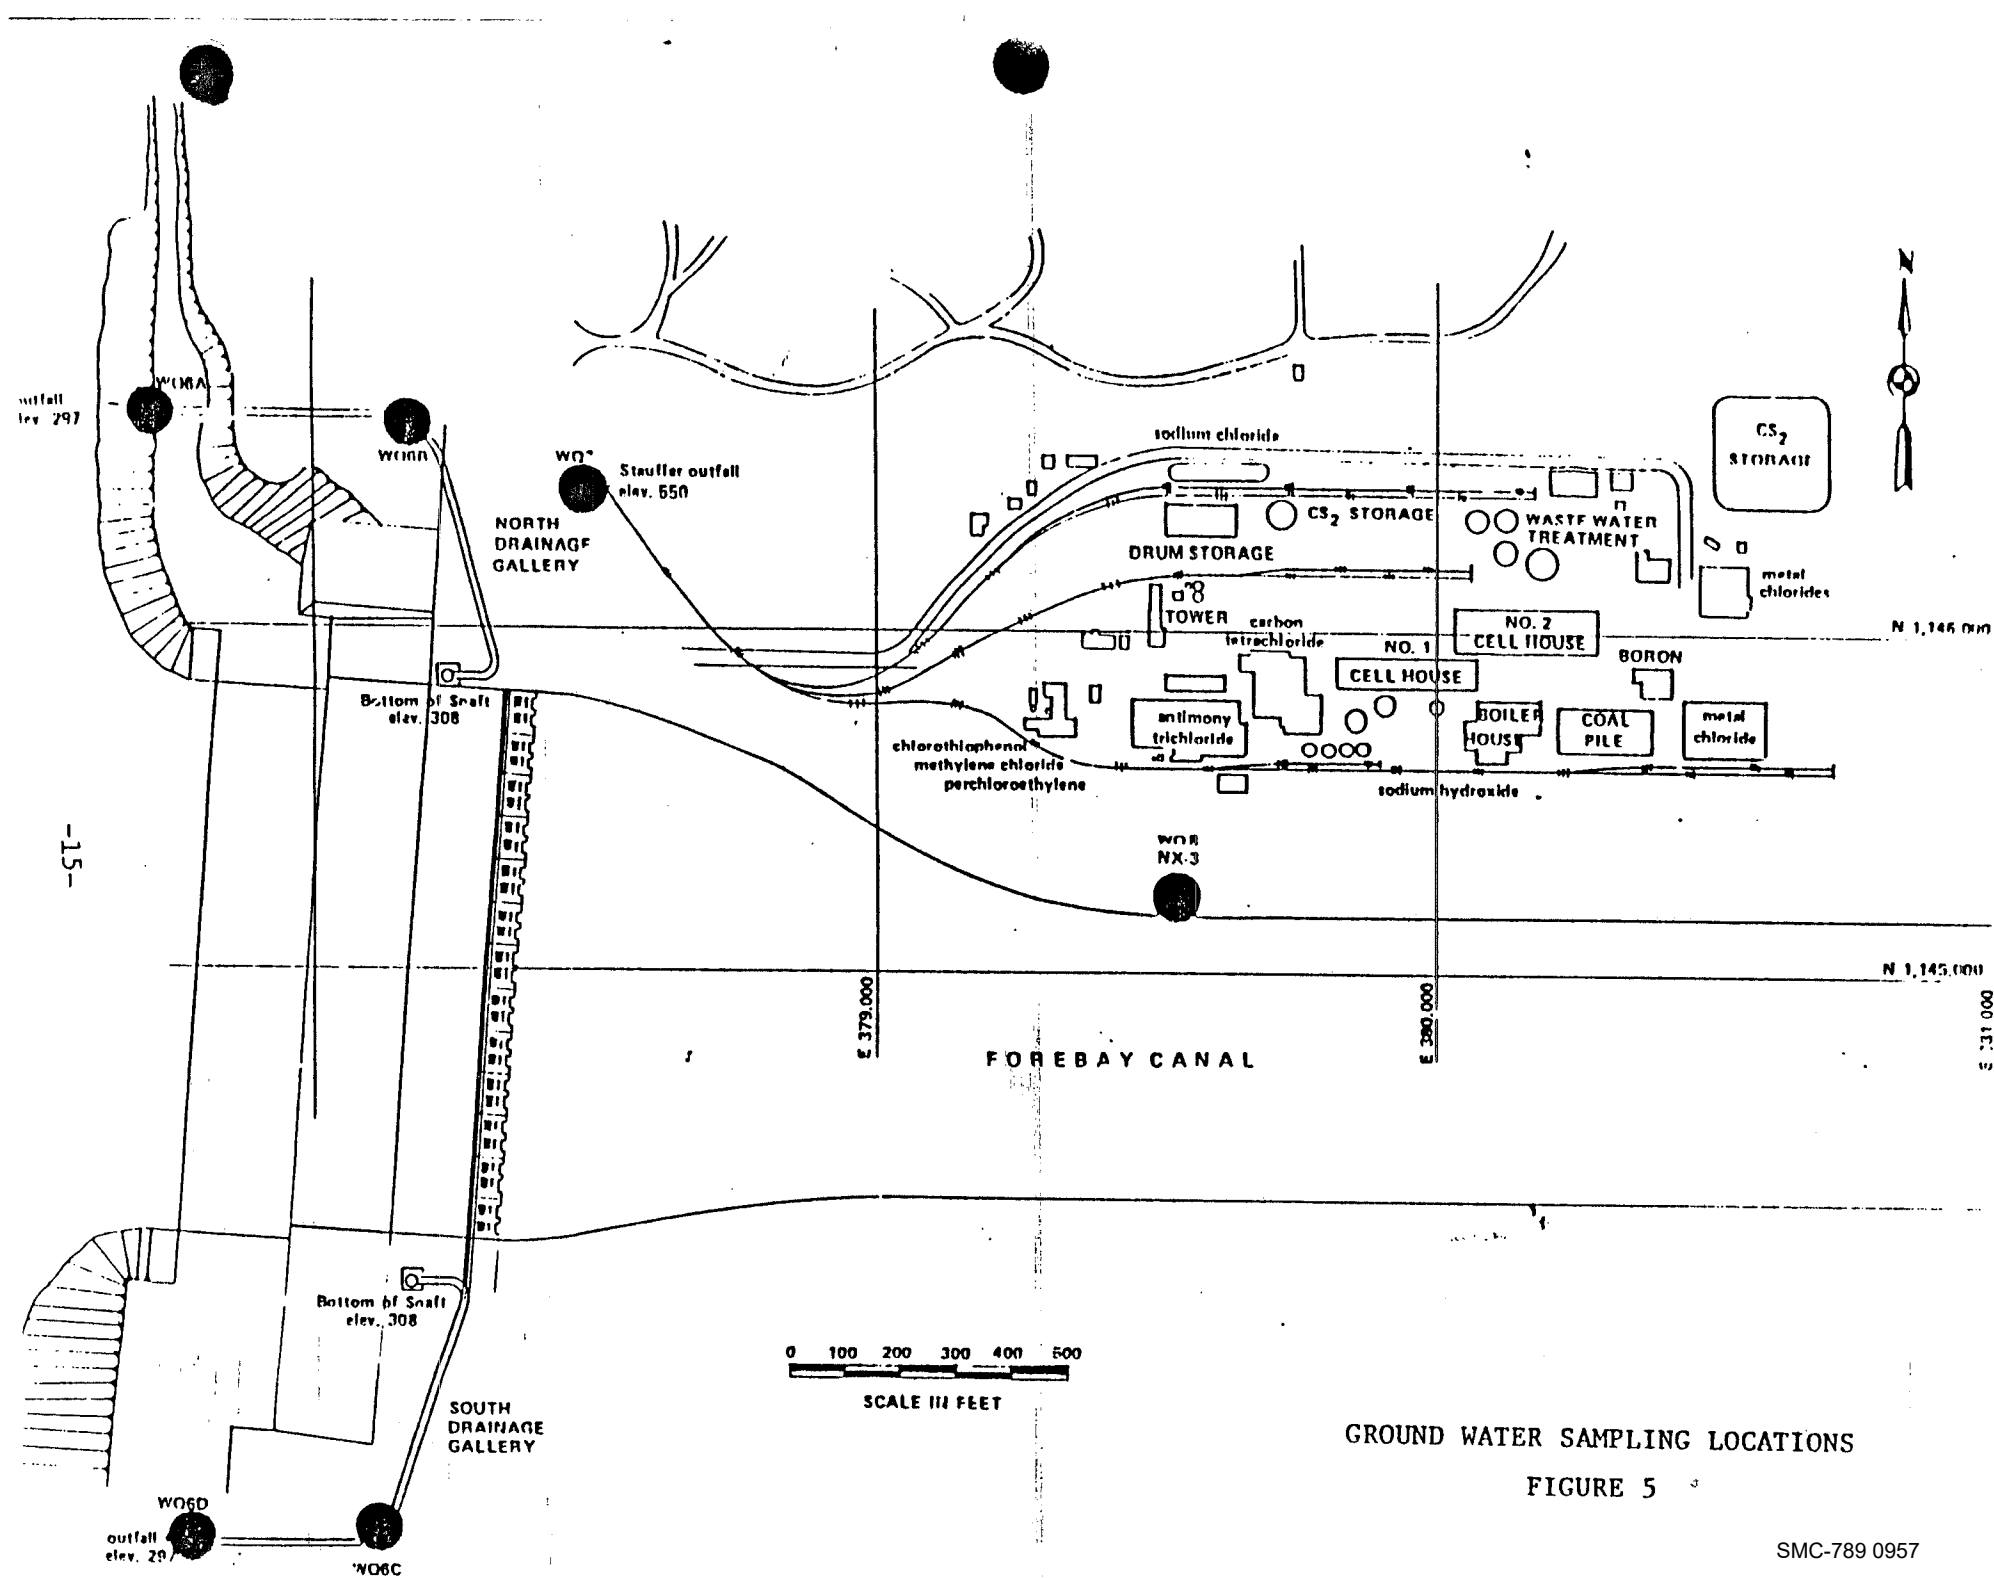 N
WO6A
outfall
elev. 297
WO6B
Stauffer outfall
elev. 550
NORTH
DRAINAGE
GALLERY
Bottom of Shaft
elev. 308
sodium chloride
CS2
STORAGE
CS2 STORAGE
WASTE WATER
TREATMENT
DRUM STORAGE
metal
chlorides
TOWER
carbon
tetrachloride
NO. 2
CELL HOUSE
N 1,146,000
NO. 1
CELL HOUSE
BORON
antimony
trichloride
BOILER
HOUSE
COAL
PILE
metal
chloride
chlorothiophenol
methylene chloride
perchloroethylene
sodium hydroxide
-15-
NX-3
N 1,145,000
E 379,000
E 380,000
FOREBAY CANAL
Bottom of Shaft
elev. 308
0 100 200 300 400 500
SCALE IN FEET
SOUTH
DRAINAGE
GALLERY
GROUND WATER SAMPLING LOCATIONS
FIGURE 5
WO6D
outfall
elev. 297
WO6C
SMC-789 0957